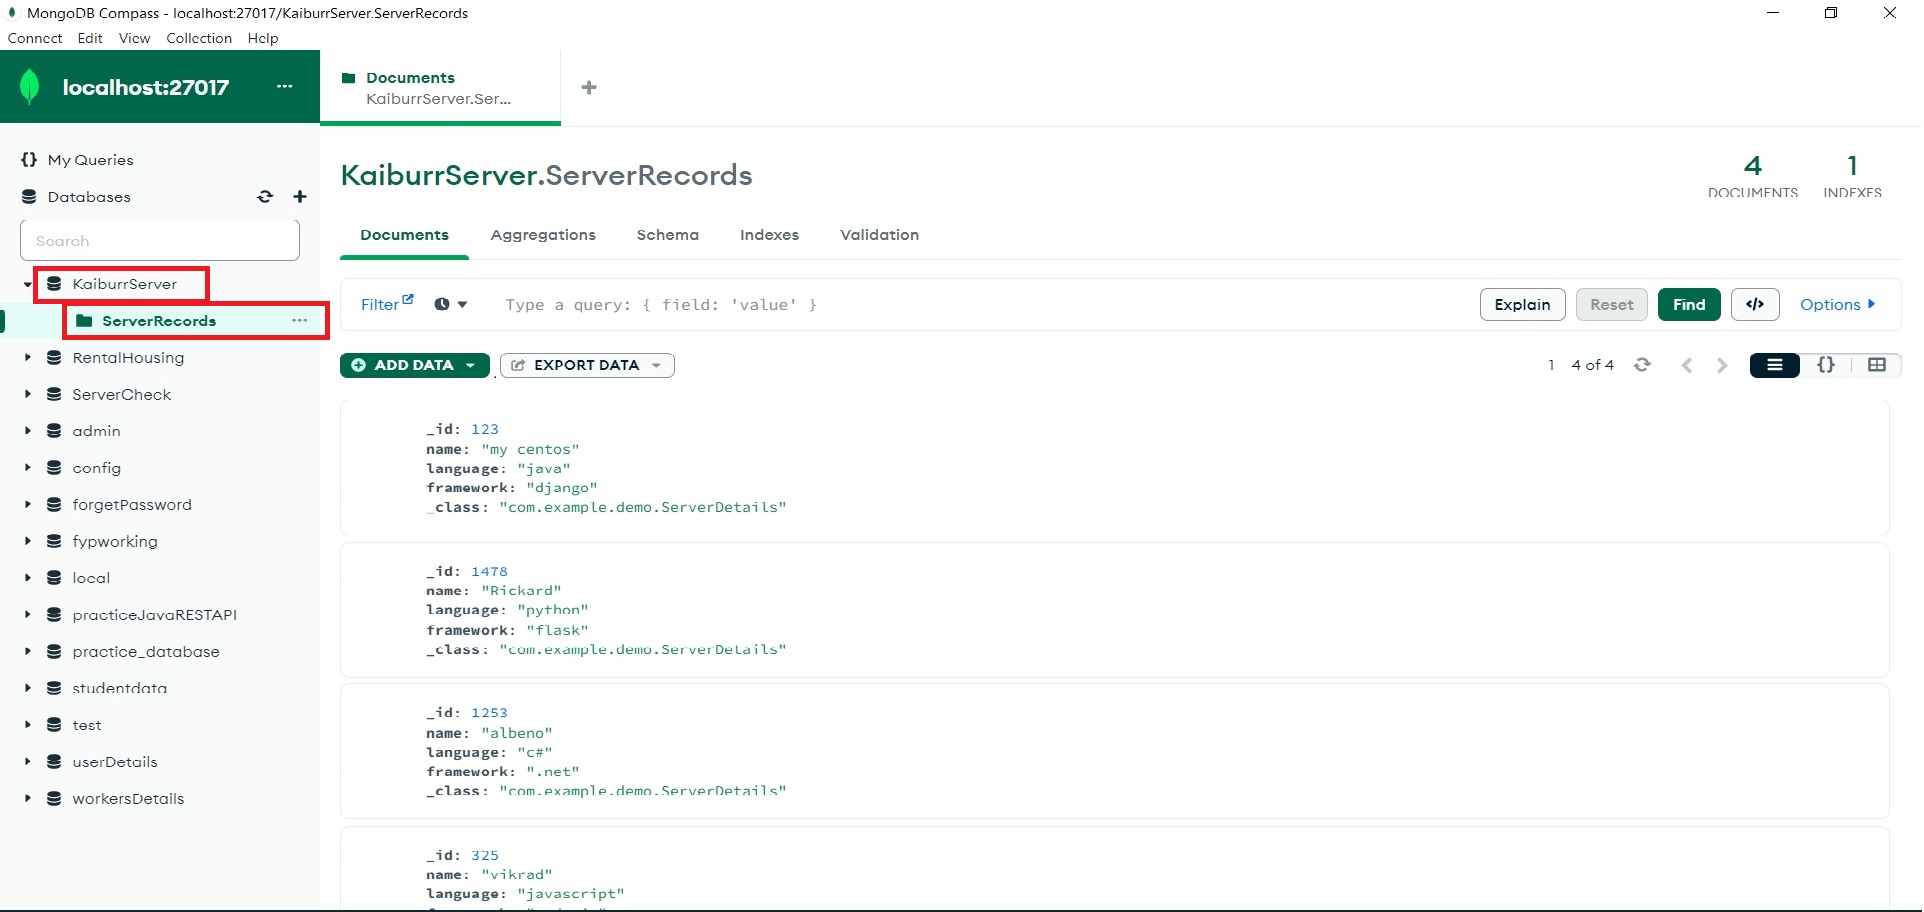 MongoDB Compass - localhost:27017/KaiburrServer.ServerRecords
Connect Edit View Collection Help
localhost:27017 ...
Documents
KaiburrServer.Ser...
My Queries
Databases
Search
KaiburrServer
ServerRecords ...
RentalHousing
ServerCheck
admin
config
forgetPassword
fypworking
local
practiceJavaRESTAPI
practice_database
studentdata
test
userDetails
workersDetails
KaiburrServer.ServerRecords
4
DOCUMENTS
1
INDEXES
Documents Aggregations Schema Indexes Validation
Filter Type a query: { field: 'value' } Explain Reset Find </> Options
ADD DATA EXPORT DATA 1 4 of 4 {}
_id: 123
name: "my centos"
language: "java"
framework: "django"
_class: "com.example.demo.ServerDetails"
_id: 1478
name: "Rickard"
language: "python"
framework: "flask"
_class: "com.example.demo.ServerDetails"
_id: 1253
name: "albeno"
language: "c#"
framework: ".net"
_class: "com.example.demo.ServerDetails"
_id: 325
name: "vikrad"
language: "javascript"